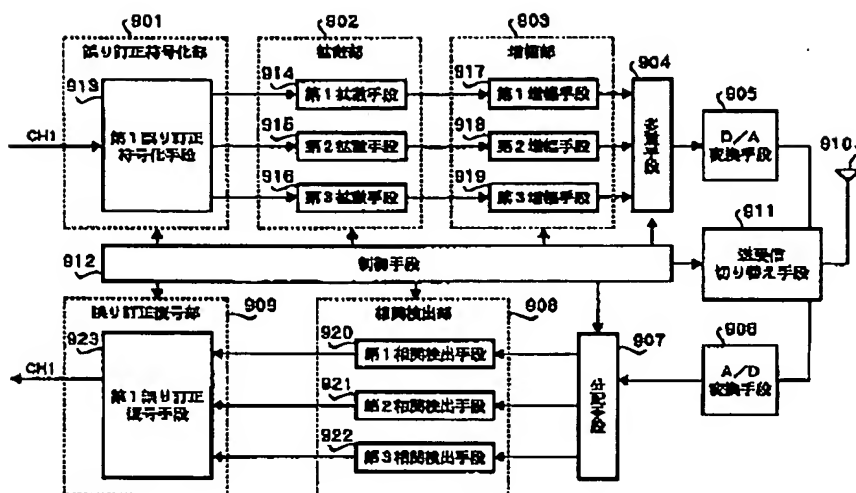 901
誤り訂正符号化部
902
拡散部
903
増幅部
904
913
第1誤り訂正
符号化手段
914
第1拡散手段
915
第2拡散手段
916
第3拡散手段
917
第1増幅手段
918
第2増幅手段
919
第3増幅手段
905
D/A
変換手段
910
CH1
911
送受信
切り替え手段
912
制御手段
誤り訂正復号部
909
相関検出部
908
907
分配手段
906
A/D
変換手段
923
第1誤り訂正
復号手段
920
第1相関検出手段
921
第2相関検出手段
922
第3相関検出手段
CH1